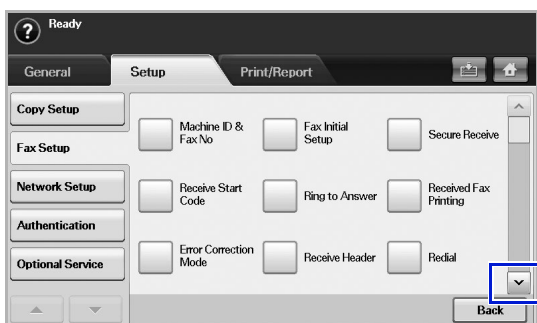 Ready
General
Setup
Print/Report
Copy Setup
Fax Setup
Network Setup
Authentication
Optional Service
Machine ID &
Fax No
Fax Initial
Setup
Secure Receive
Receive Start
Code
Ring to Answer
Received Fax
Printing
Error Correction
Mode
Receive Header
Redial
Back